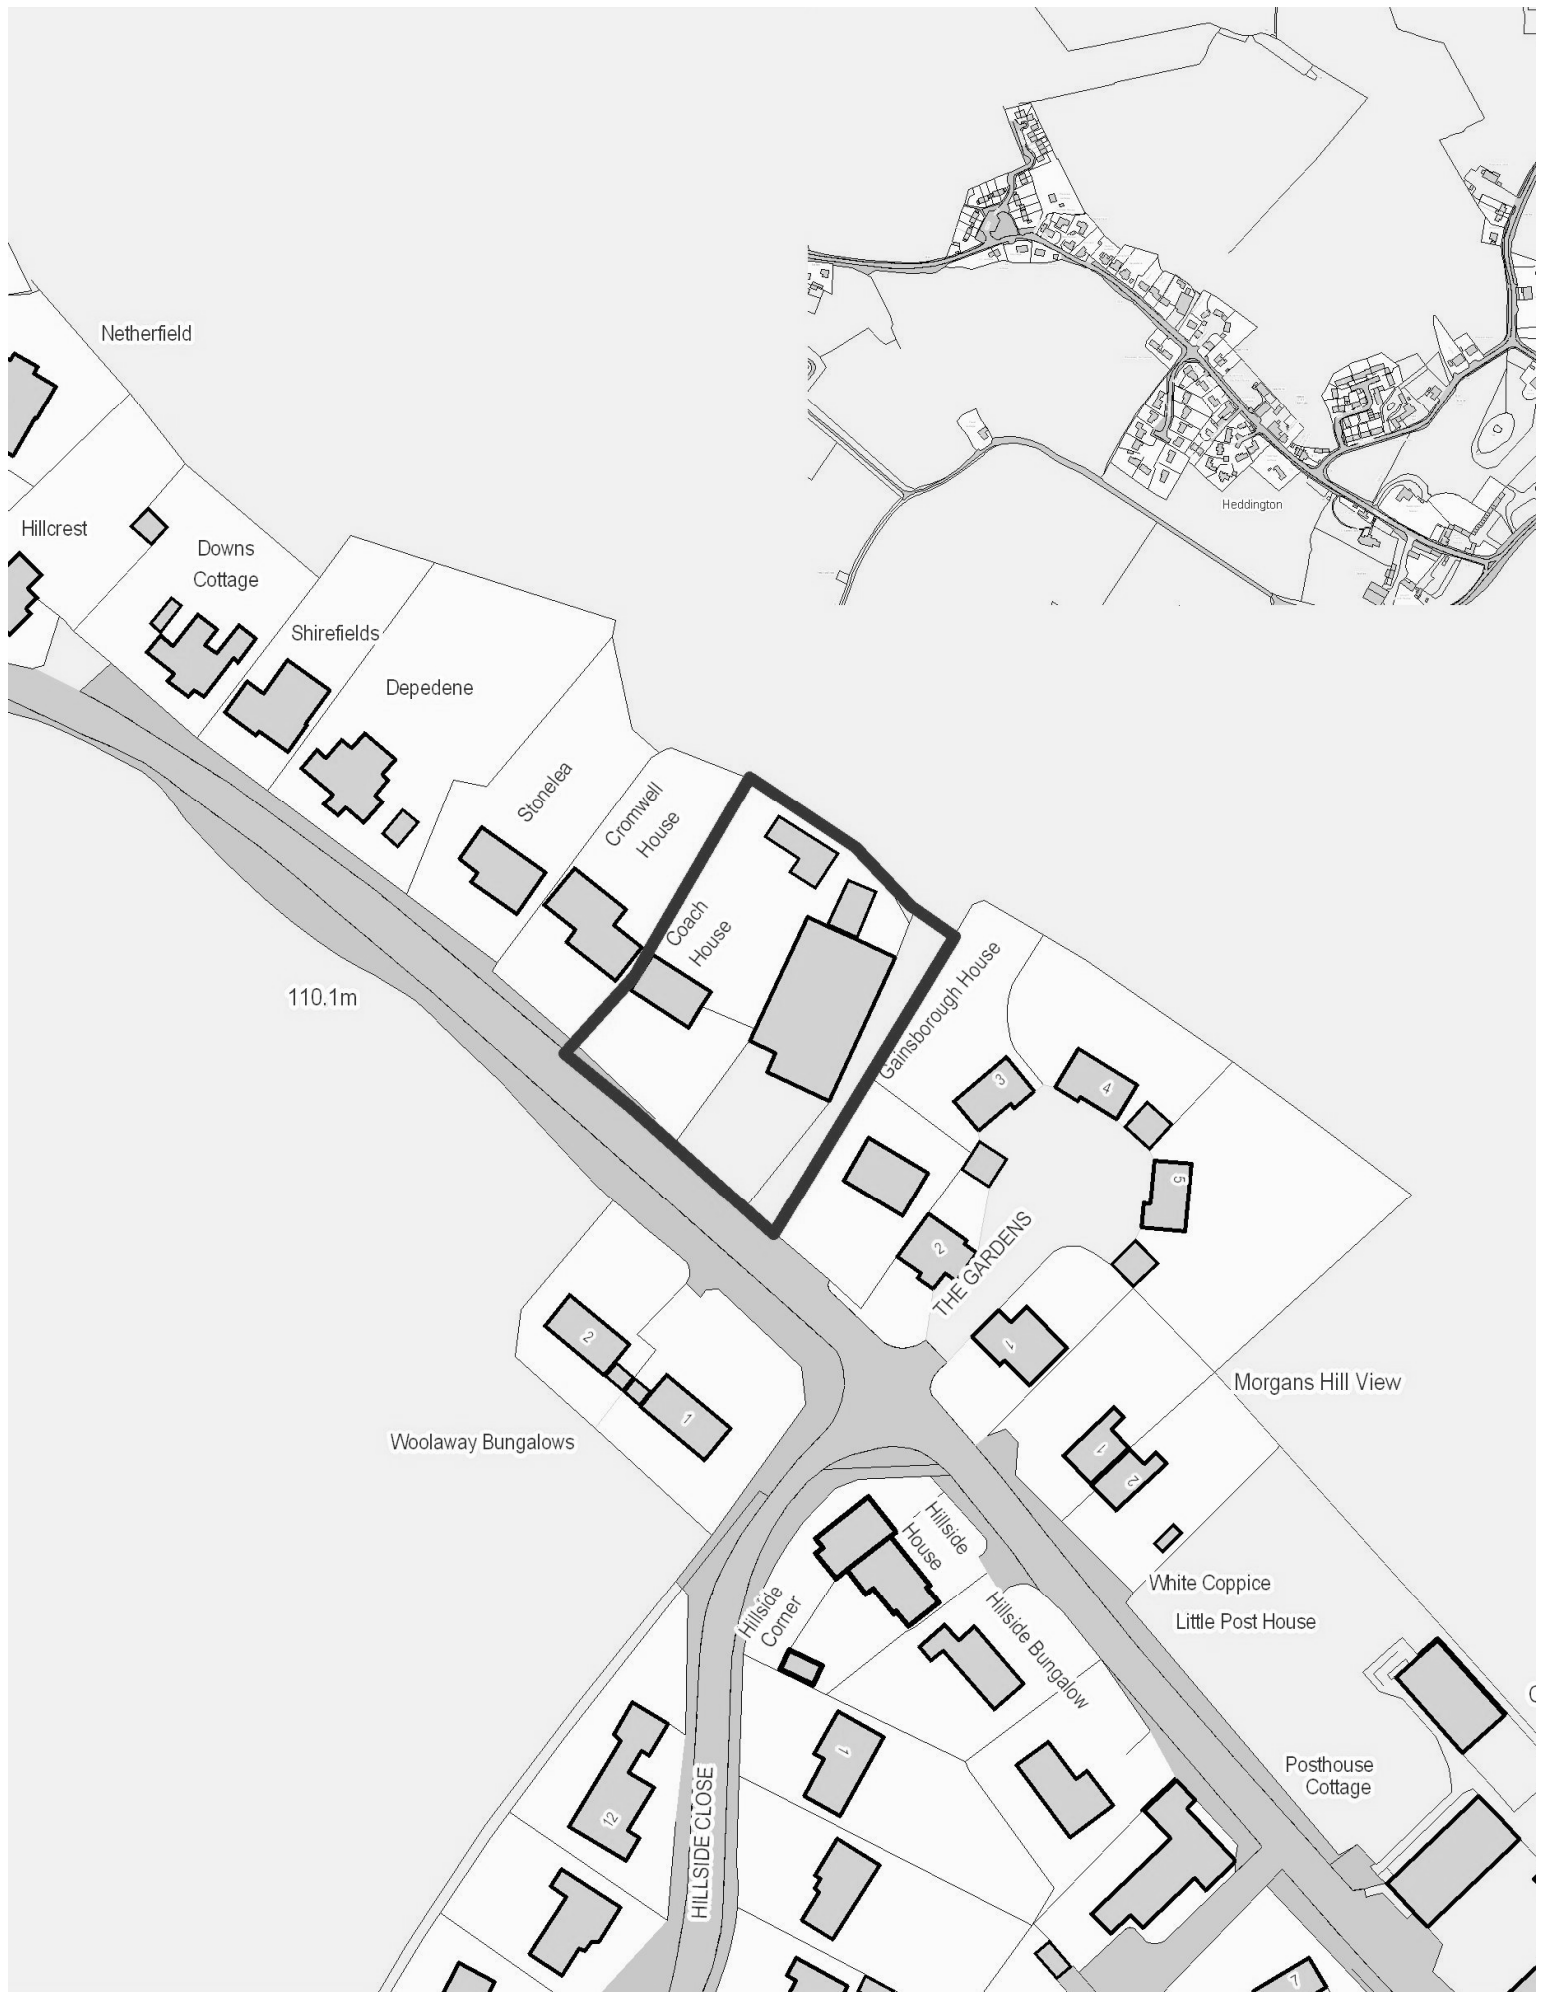 Heddington
Netherfield
Hillcrest
Downs
Cottage
Shirefields
Depedene
Stonelea
Cromwell
House
Coach
House
110.1m
Gainsborough House
3
4
5
2
THE GARDENS
1
2
1
Woolaway Bungalows
Morgans Hill View
1
2
Hillside
House
White Coppice
Little Post House
Hillside
Corner
Hillside Bungalow
1
12
HILLSIDE CLOSE
Posthouse
Cottage
7